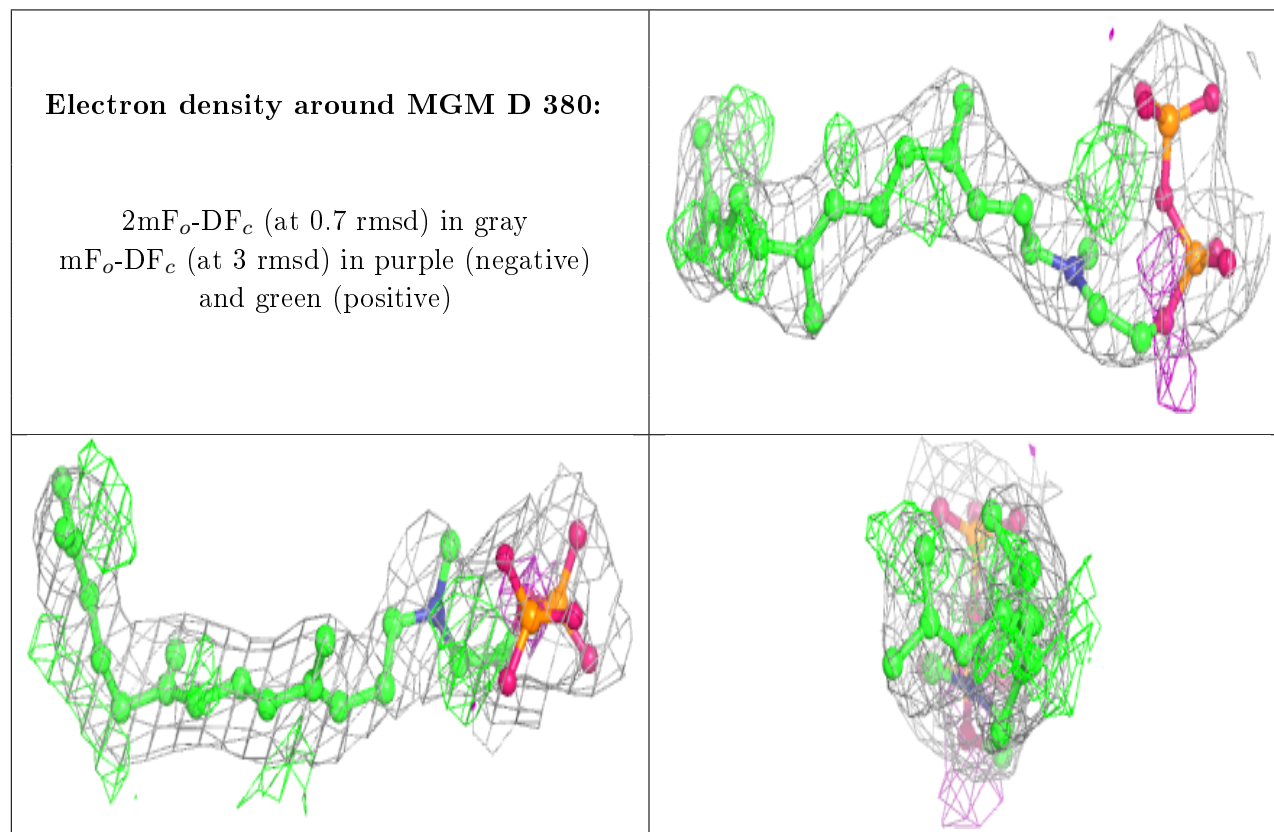 Electron density around MGM D 380:
2mFo-DFc (at 0.7 rmsd) in gray
mFo-DFc (at 3 rmsd) in purple (negative)
and green (positive)